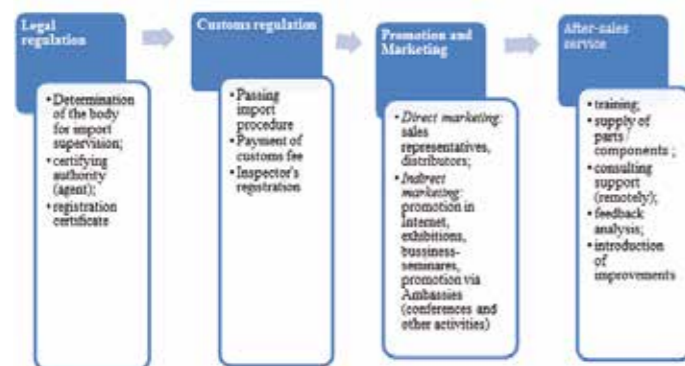 Legal
regulation
• Determination
of the body
for import
supervision;
• certifying
authority
(agent);
• registration
certificate
Customs regulation
• Passing
import
procedure
• Payment of
customs fee
• Inspector's
registration
Promotion and
Marketing
• Direct marketing:
sales
representatives,
distributors;
• Indirect
marketing:
promotion in
Internet,
exhibitions,
bussiness-
seminares,
promotion via
Ambassies
(conferences and
other activities)
After-sales
service
• training;
• supply of
parts /
components ;
• consulting
support
(remotely);
• feedback
analysis;
• introduction
of
improvements